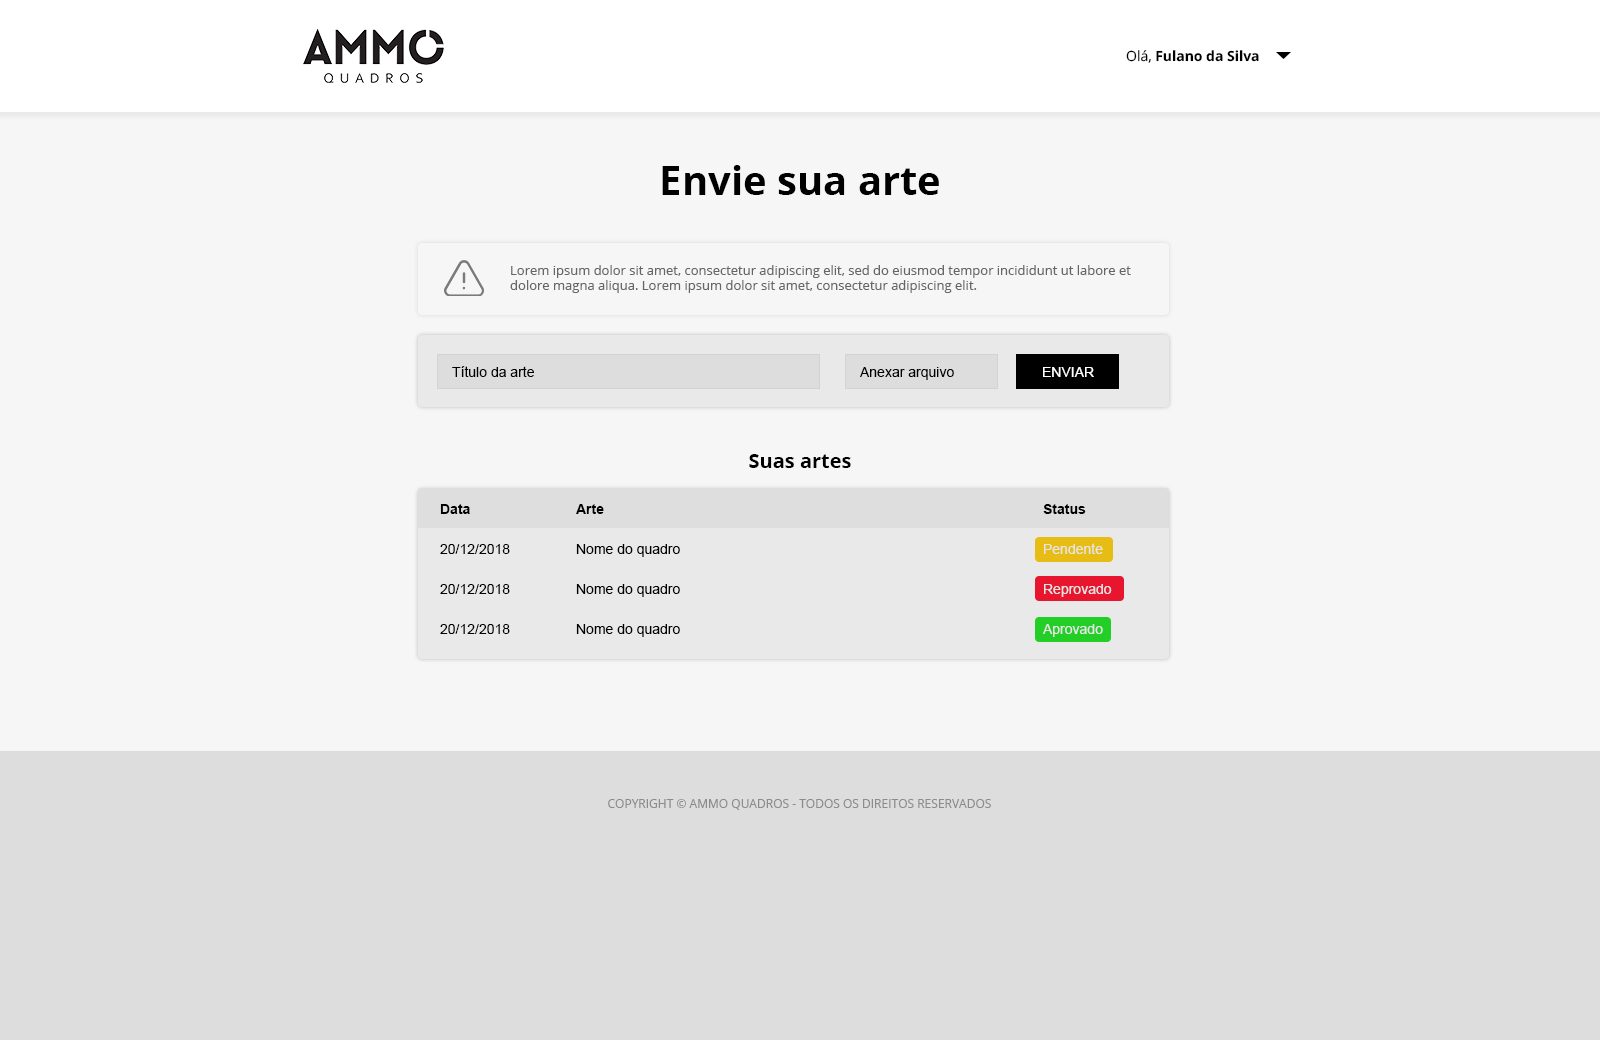 AMMO
QUADROS
Olá, Fulano da Silva
Envie sua arte
Lorem ipsum dolor sit amet, consectetur adipiscing elit, sed do eiusmod tempor incididunt ut labore et
dolore magna aliqua. Lorem ipsum dolor sit amet, consectetur adipiscing elit.
Título da arte Anexar arquivo ENVIAR
Suas artes
Data Arte Status
20/12/2018 Nome do quadro Pendente
20/12/2018 Nome do quadro Reprovado
20/12/2018 Nome do quadro Aprovado
COPYRIGHT © AMMO QUADROS - TODOS OS DIREITOS RESERVADOS